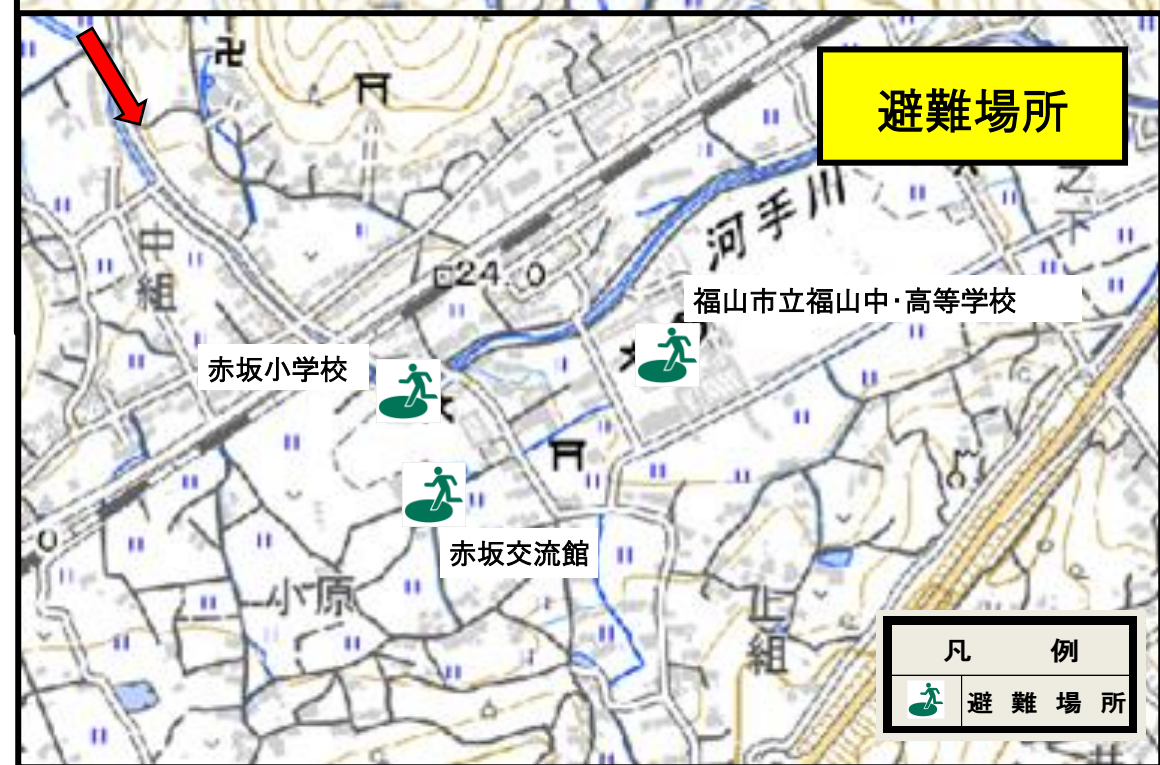 避難場所
河手川
中組
24.0
福山市立福山中・高等学校
赤坂小学校
赤坂交流館
小原
凡 例
避 難 場 所